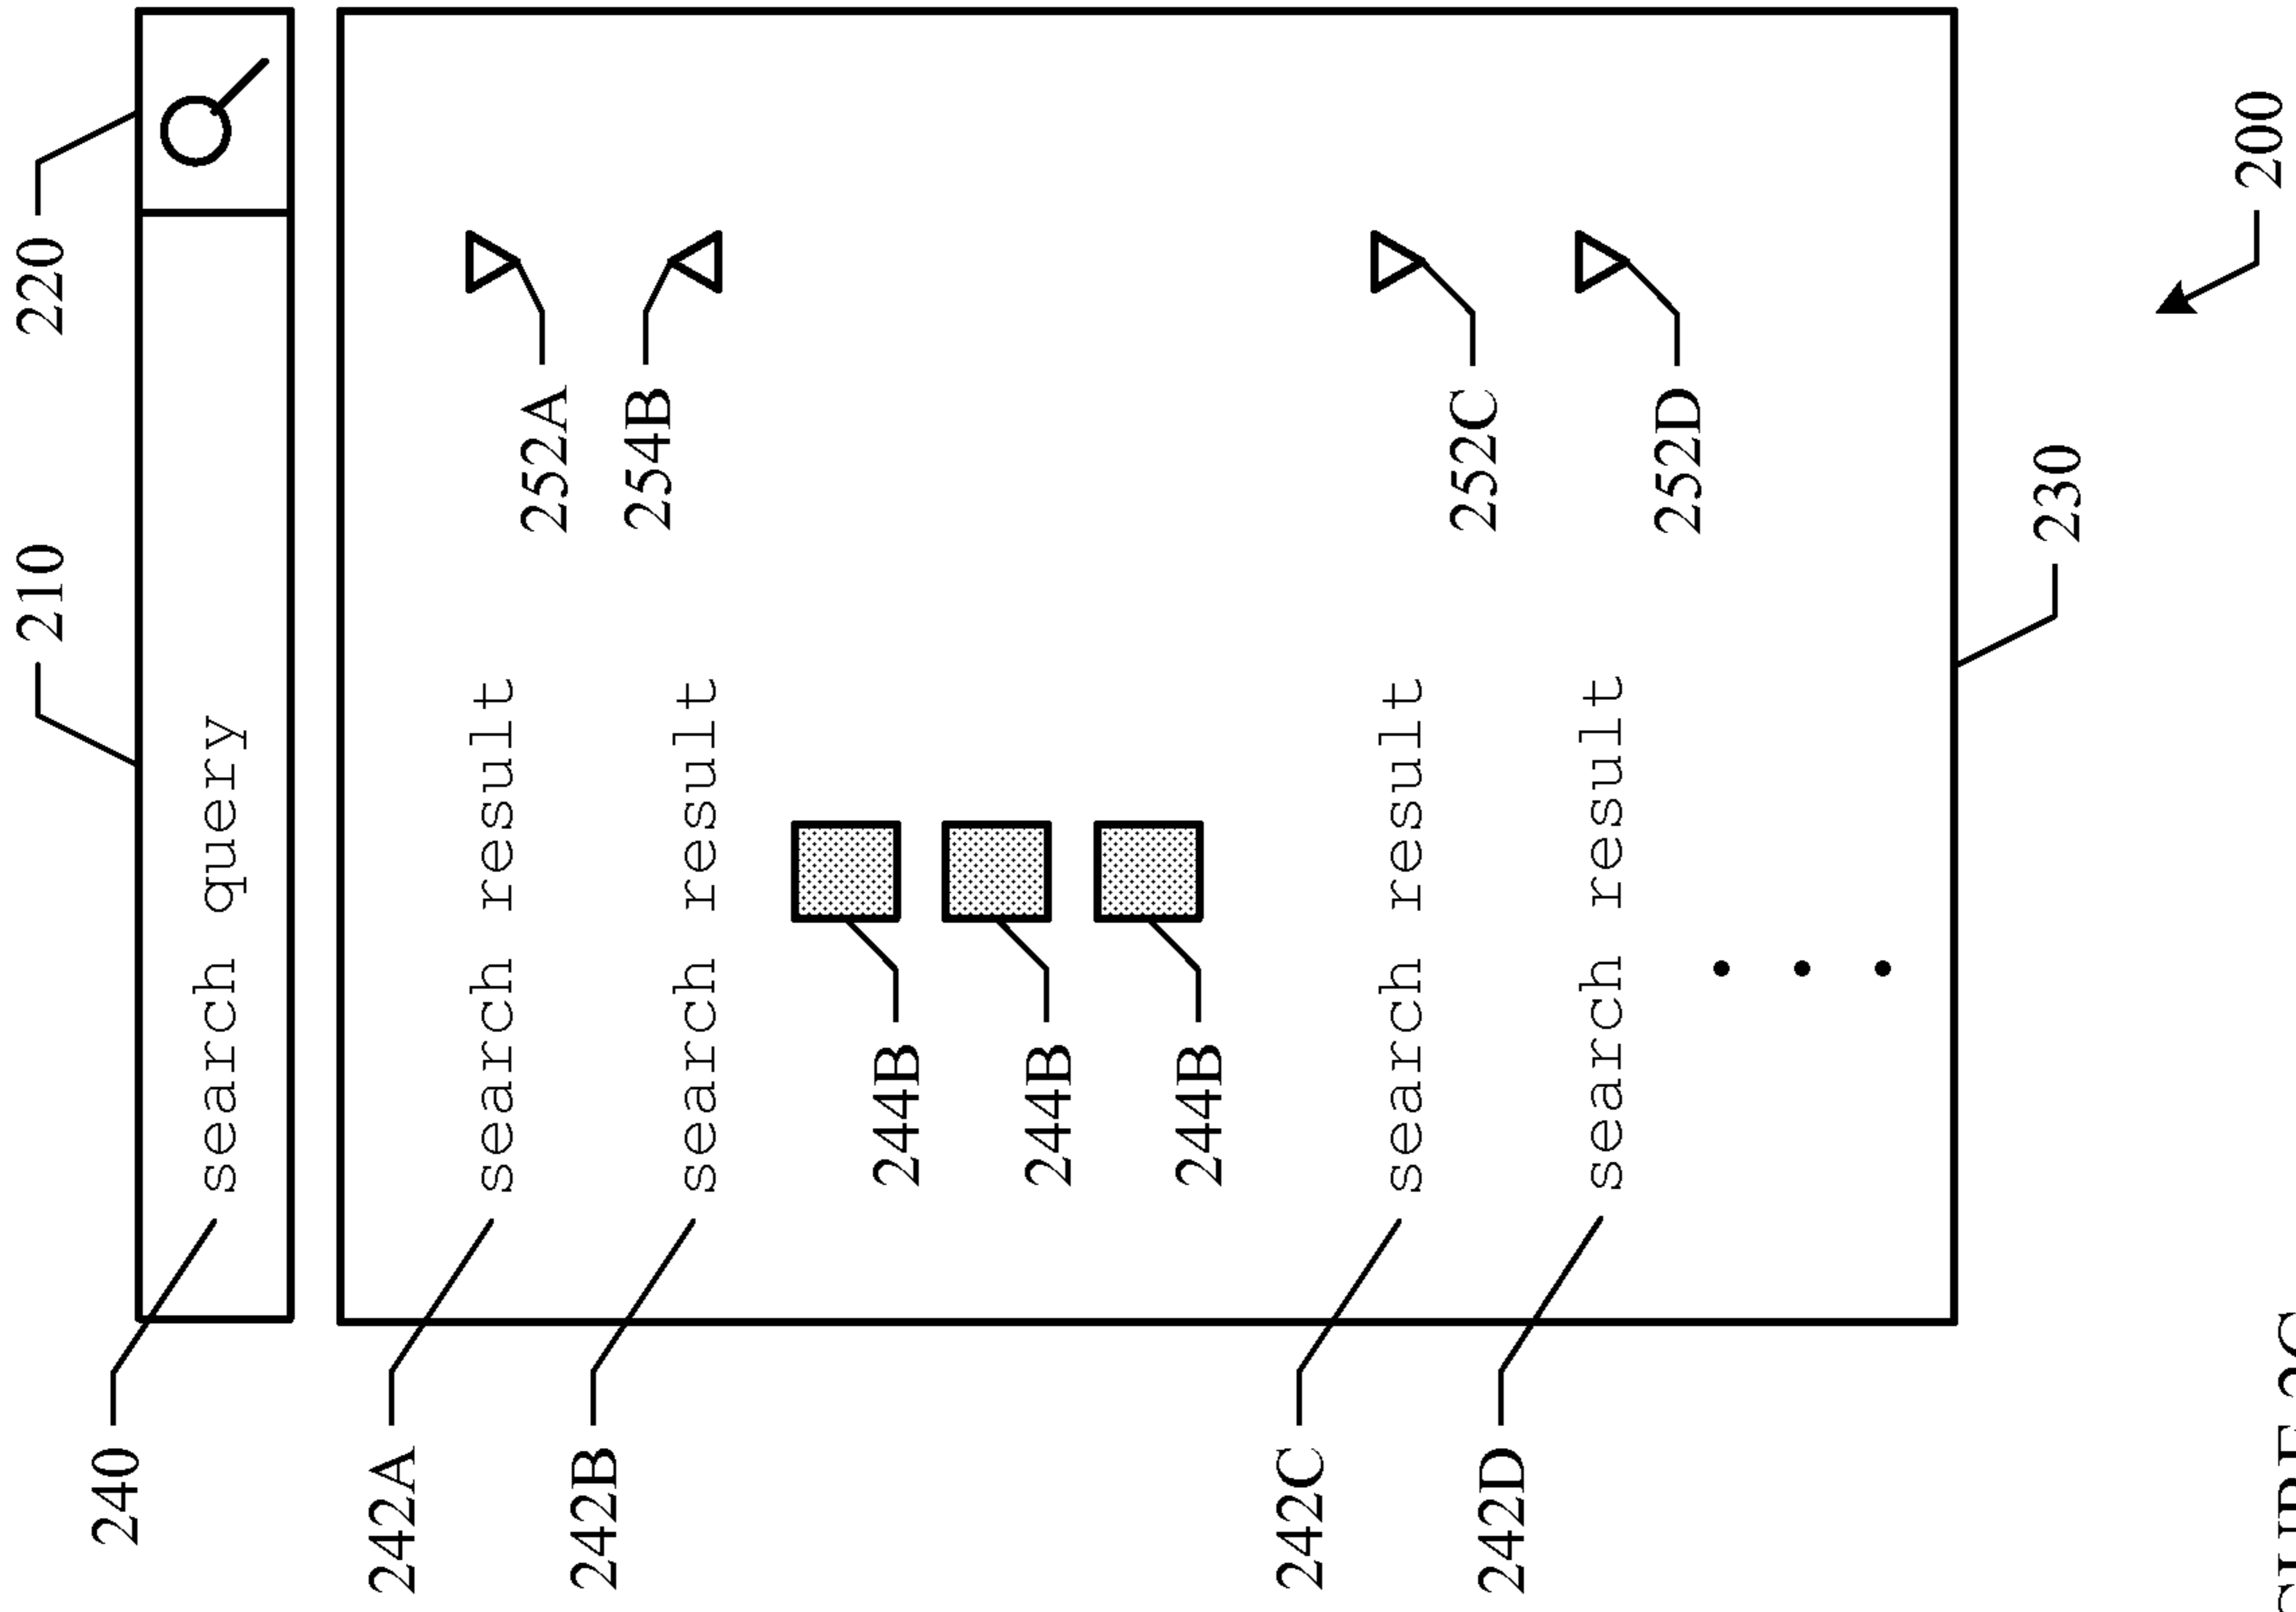 210 220
240
search query
242A
search result
252A
242B
254B
search result
244B
244B
244B
242C
search result
252C
242D
search result
252D
230
200